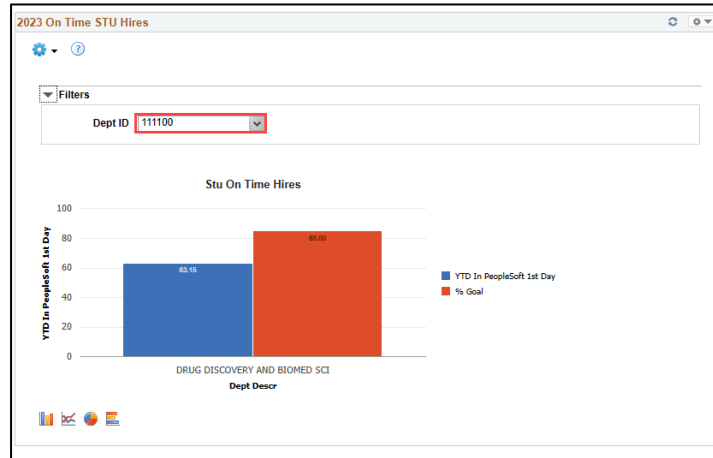 2023 On Time STU Hires
?
Filters
Dept ID 111100
Stu On Time Hires
100
80
60
40
20
0
YTD In PeopleSoft 1st Day
63.15
85.00
YTD In PeopleSoft 1st Day
% Goal
DRUG DISCOVERY AND BIOMED SCI
Dept Descr